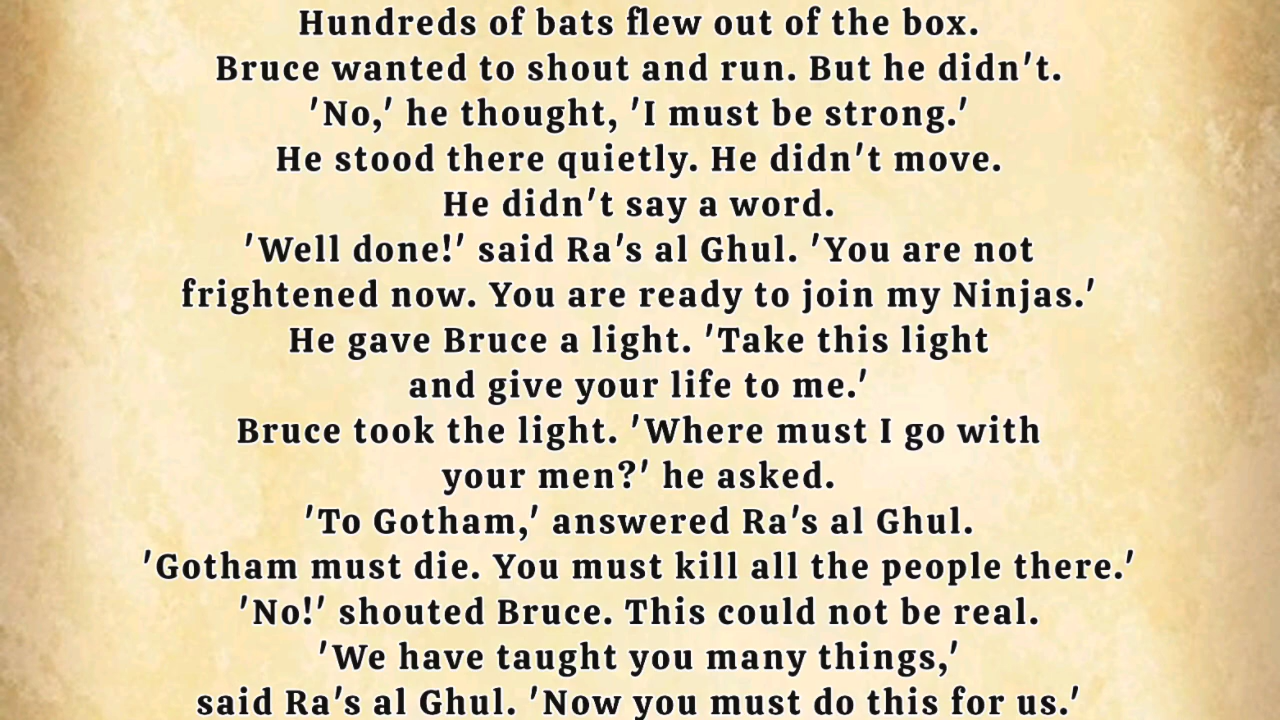 Hundreds of bats flew out of the box.
Bruce wanted to shout and run. But he didn't.
'No,' he thought, 'I must be strong.'
He stood there quietly. He didn't move.
He didn't say a word.
'Well done!' said Ra's al Ghul. 'You are not
frightened now. You are ready to join my Ninjas.'
He gave Bruce a light. 'Take this light
and give your life to me.'
Bruce took the light. 'Where must I go with
your men?' he asked.
'To Gotham,' answered Ra's al Ghul.
'Gotham must die. You must kill all the people there.'
'No!' shouted Bruce. This could not be real.
'We have taught you many things,'
said Ra's al Ghul. 'Now you must do this for us.'